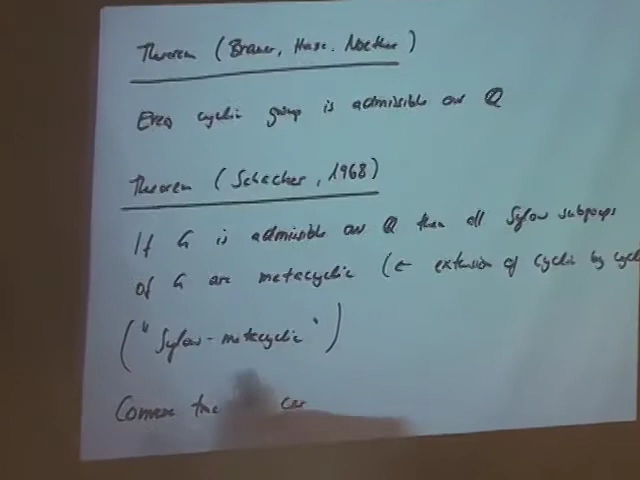 Theorem (Brauer, Hasse, Noether)
Every cyclic group is admissible over Q
Theorem (Schacher, 1968)
If G is admissible over Q then all Sylow subgroups
of G are metacyclic (← extension of cyclic by cycl
("Sylow-metacyclic")